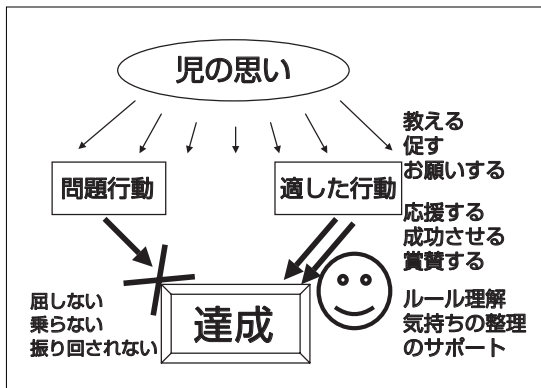 児の思い
教える
促す
お願いする
問題行動
適した行動
応援する
成功させる
賞賛する
屈しない
乗らない
振り回されない
達成
ルール理解
気持ちの整理
のサポート